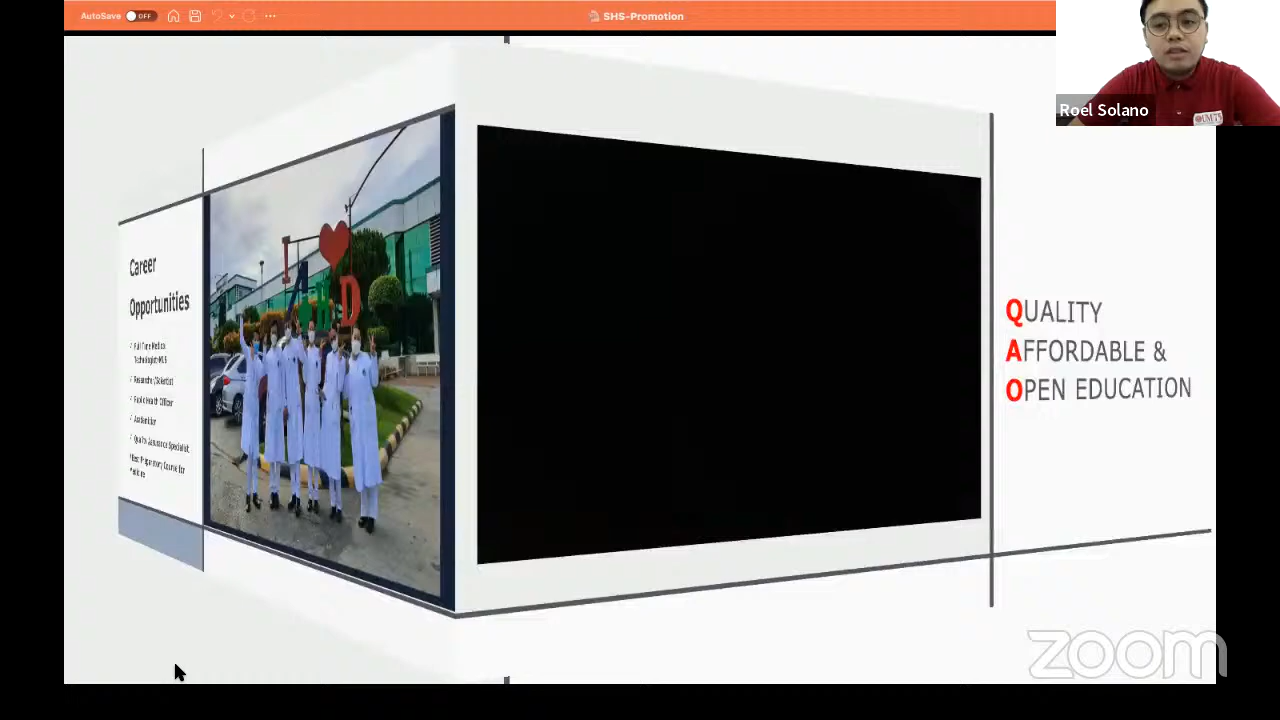 AutoSave OFF
SHS-Promotion
Roel Solano
Career
Opportunities
Researcher/Scientist
Public Health Officer
Quality Assurance Specialist
I
A H D
QUALITY
AFFORDABLE &
OPEN EDUCATION
zoom